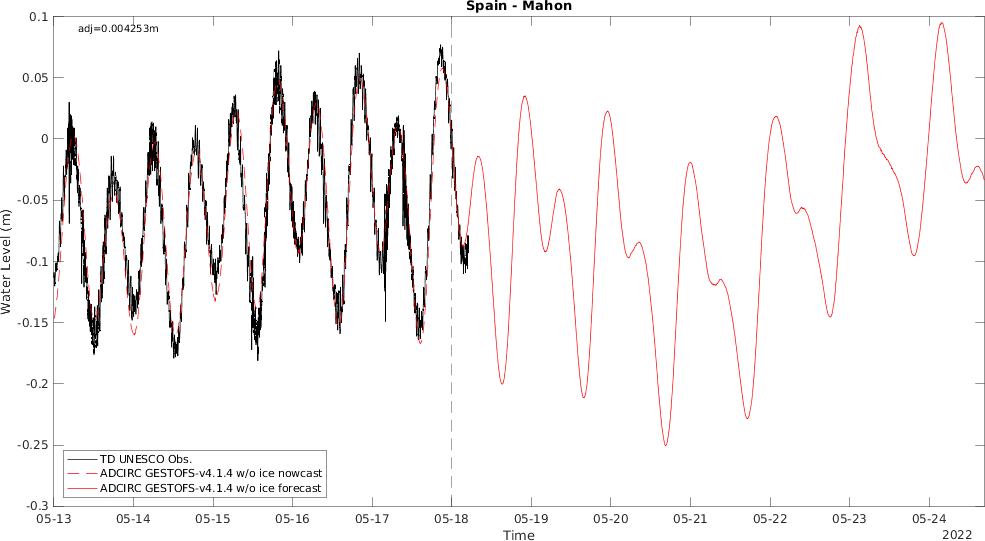 Spain - Mahon
adj=0.004253m
0.1
0.05
0
-0.05
-0.1
-0.15
-0.2
-0.25
-0.3
Water Level (m)
TD UNESCO Obs.
ADCIRC GESTOFS-v4.1.4 w/o ice nowcast
ADCIRC GESTOFS-v4.1.4 w/o ice forecast
05-13 05-14 05-15 05-16 05-17 05-18 05-19 05-20 05-21 05-22 05-23 05-24
Time
2022